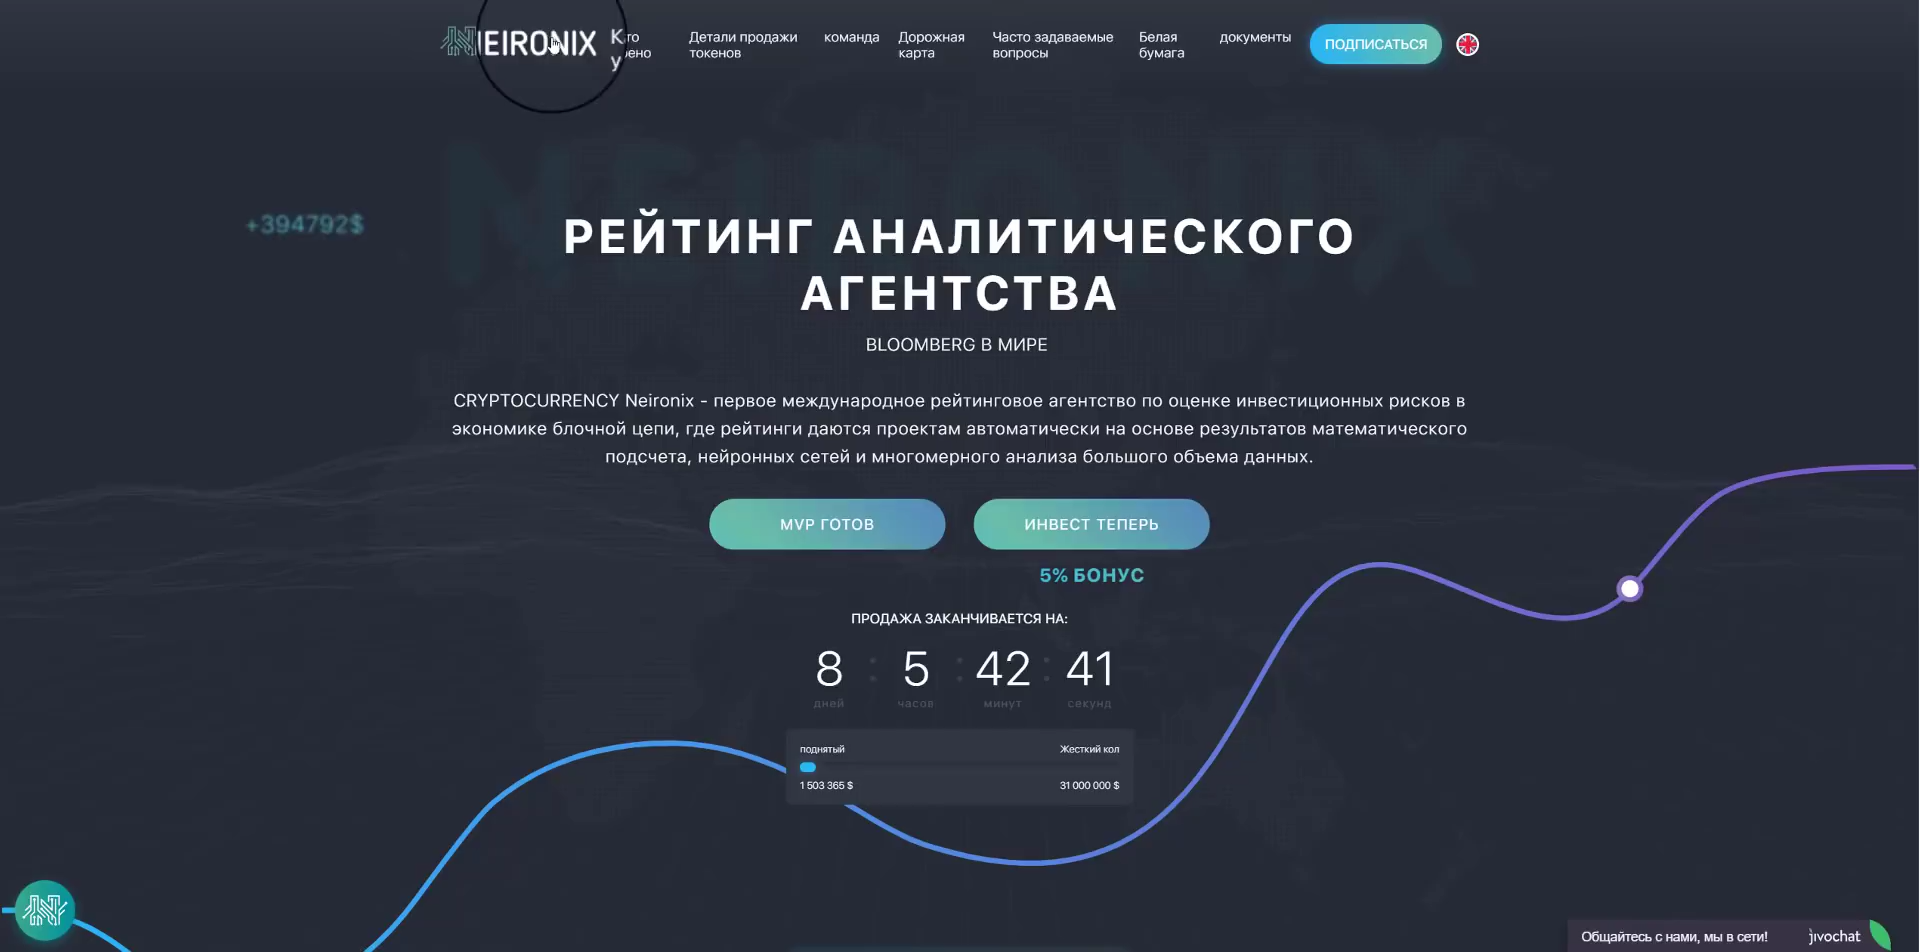 NEIRONIX
Детали продажи
токенов
команда
Дорожная
карта
Часто задаваемые
вопросы
Белая
бумага
документы
ПОДПИСАТЬСЯ
NEIRONIX
+394792$
РЕЙТИНГ АНАЛИТИЧЕСКОГО
АГЕНТСТВА
BLOOMBERG В МИРЕ
CRYPTOCURRENCY Neironix - первое международное рейтинговое агентство по оценке инвестиционных рисков в
экономике блочной цепи, где рейтинги даются проектам автоматически на основе результатов математического
подсчета, нейронных сетей и многомерного анализа большого объема данных.
MVP ГОТОВ
ИНВЕСТ ТЕПЕРЬ
5% БОНУС
ПРОДАЖА ЗАКАНЧИВАЕТСЯ НА:
8 : 5 : 42 : 41
дней часов минут секунд
поднятый Жесткий кол
1 503 365 $ 31 000 000 $
Общайтесь с нами, мы в сети! jivochat